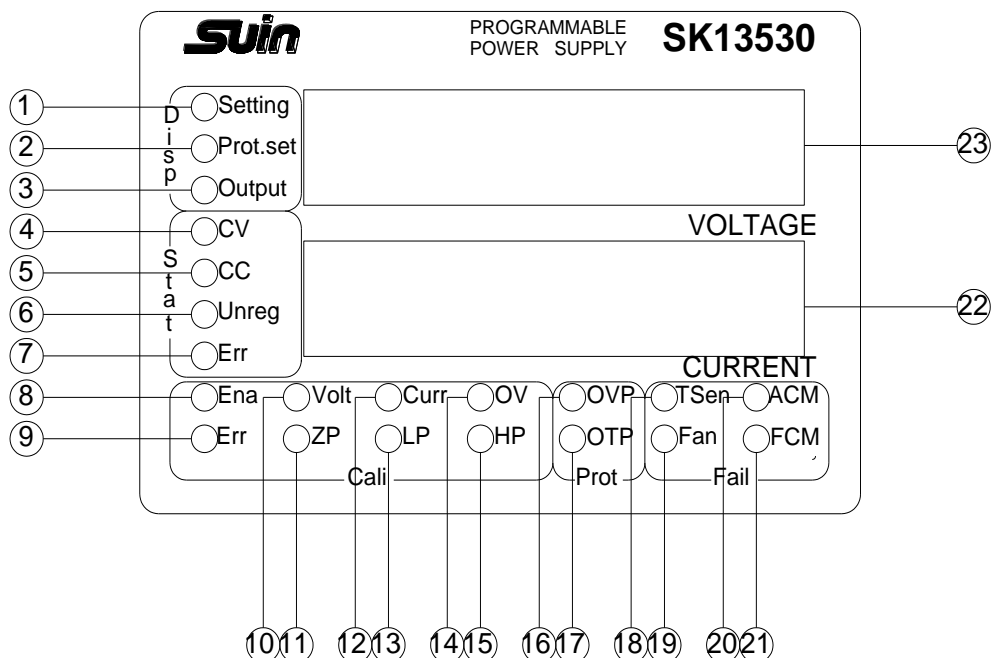 Suin PROGRAMMABLE POWER SUPPLY SK13530
1 Setting
Disp
2 Prot.set
3 Output
23
VOLTAGE
4 CV
Stat
5 CC
6 Unreg
7 Err
22
CURRENT
8 Ena Volt Curr OV OVP TSen ACM
9 Err ZP LP HP OTP Fan FCM
Cali Prot Fail
10 11 12 13 14 15 16 17 18 19 20 21